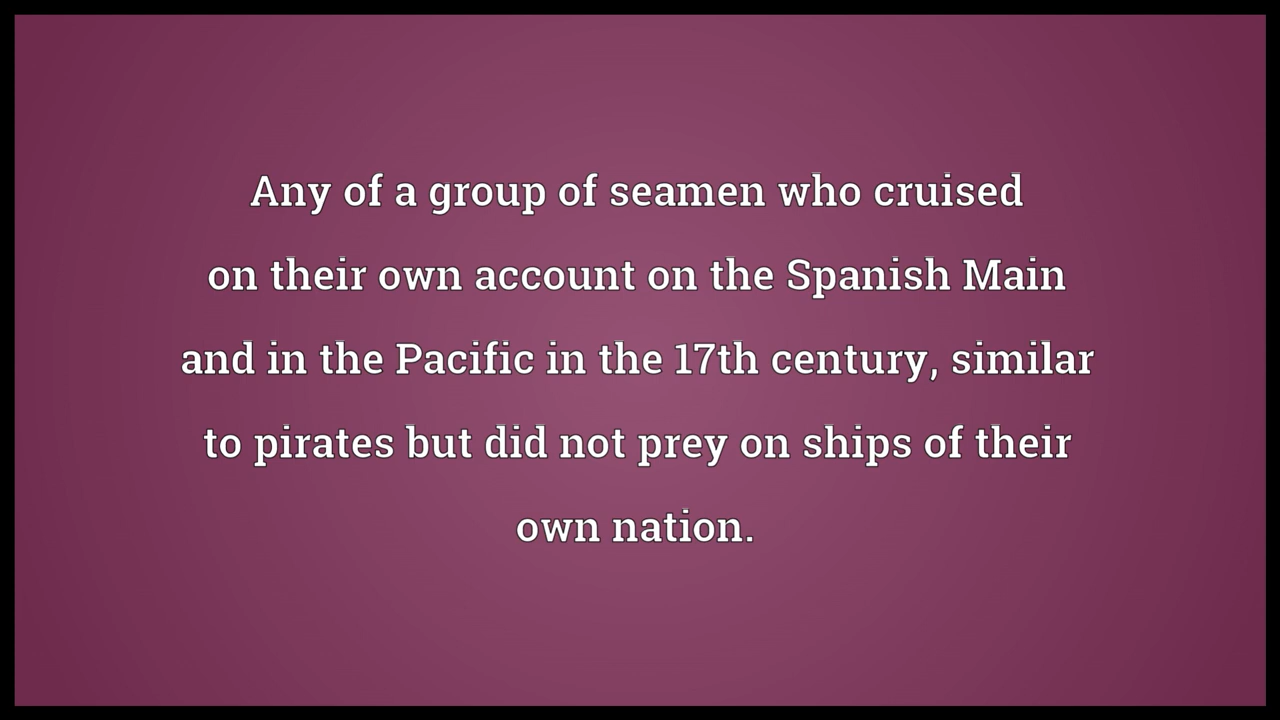 Any of a group of seamen who cruised
on their own account on the Spanish Main
and in the Pacific in the 17th century, similar
to pirates but did not prey on ships of their
own nation.